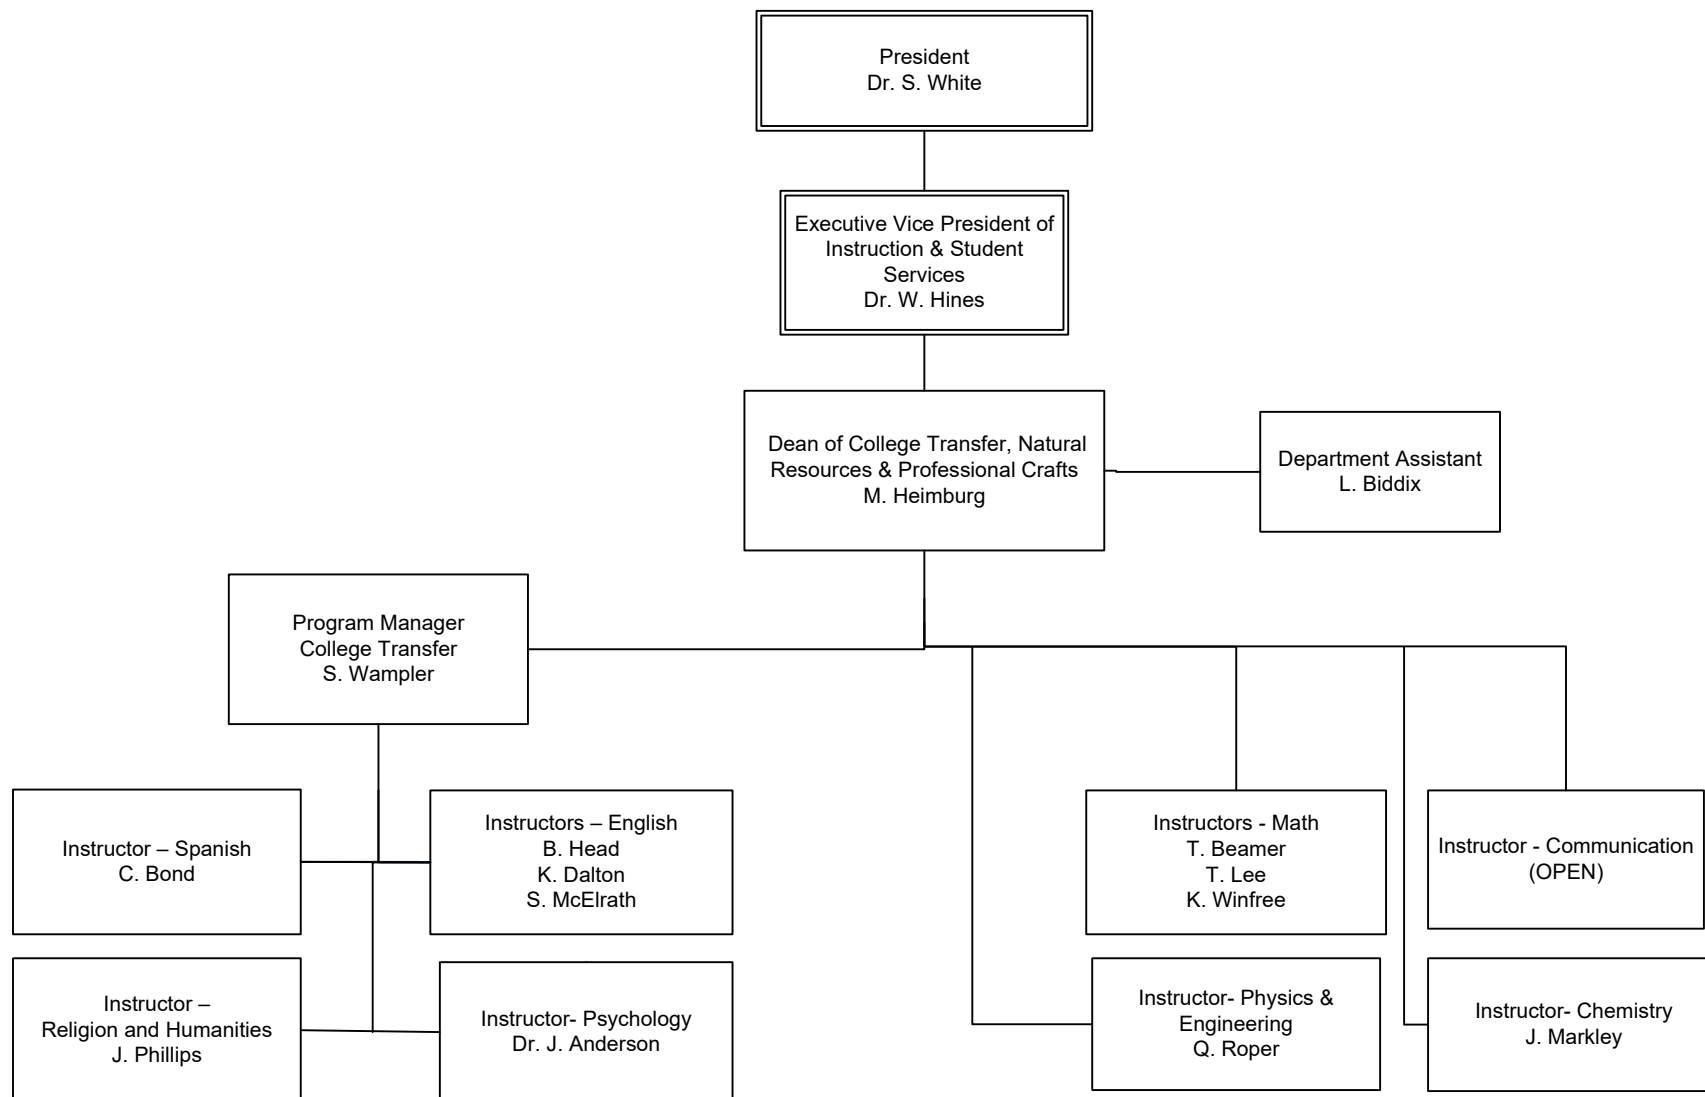 President
Dr. S. White
Executive Vice President of
Instruction & Student
Services
Dr. W. Hines
Dean of College Transfer, Natural
Resources & Professional Crafts
M. Heimburg
Department Assistant
L. Biddix
Program Manager
College Transfer
S. Wampler
Instructor – Spanish
C. Bond
Instructors – English
B. Head
K. Dalton
S. McElrath
Instructors - Math
T. Beamer
T. Lee
K. Winfree
Instructor - Communication
(OPEN)
Instructor –
Religion and Humanities
J. Phillips
Instructor- Psychology
Dr. J. Anderson
Instructor- Physics &
Engineering
Q. Roper
Instructor- Chemistry
J. Markley